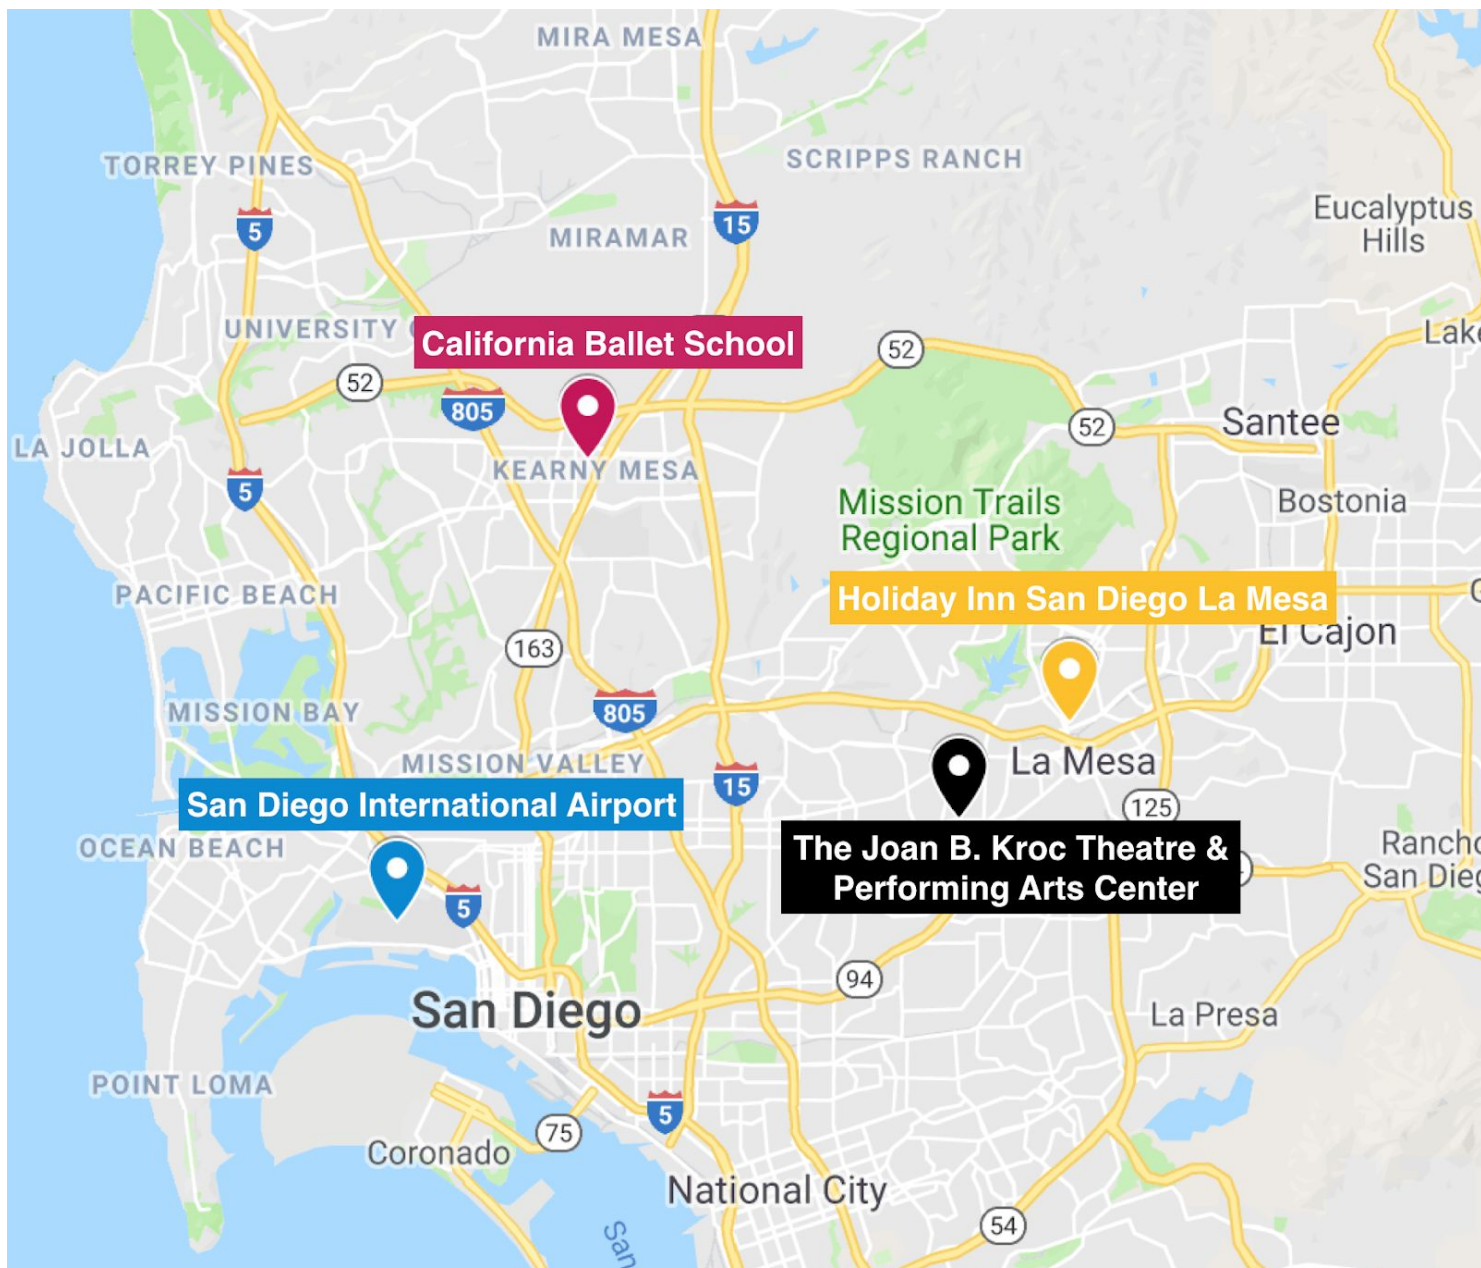 MIRA MESA
TORREY PINES
SCRIPPS RANCH
Eucalyptus
Hills
5
15
MIRAMAR
UNIVERSITY
California Ballet School
52
Lake
52
805
52
Santee
LA JOLLA
KEARNY MESA
5
Mission Trails
Regional Park
Bostonia
PACIFIC BEACH
Holiday Inn San Diego La Mesa
El Cajon
163
MISSION BAY
805
MISSION VALLEY
La Mesa
15
San Diego International Airport
125
OCEAN BEACH
The Joan B. Kroc Theatre &
Performing Arts Center
Rancho
San Dieg
5
94
San Diego
La Presa
POINT LOMA
5
75
Coronado
National City
54
San